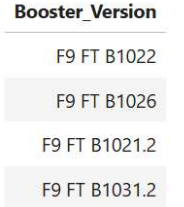 Booster_Version
F9 FT B1022
F9 FT B1026
F9 FT B1021.2
F9 FT B1031.2